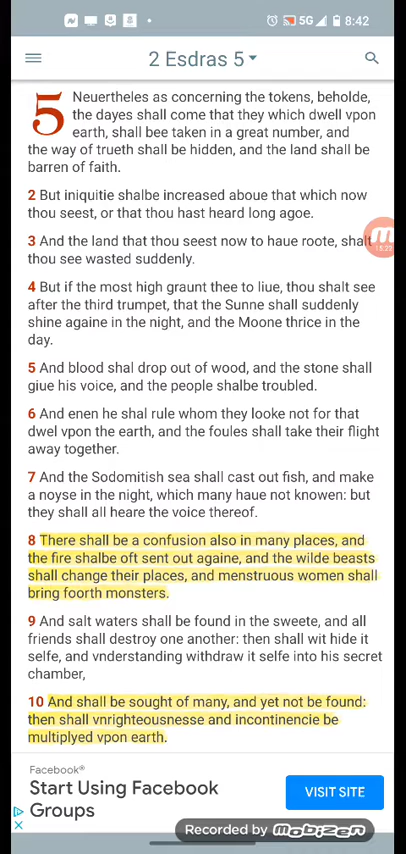 5G 8:42
2 Esdras 5
5 Neuertheles as concerning the tokens, beholde,
the dayes shall come that they which dwell vpon
earth, shall bee taken in a great number, and
the way of trueth shall be hidden, and the land shall be
barren of faith.
2 But iniquitie shalbe increased aboue that which now
thou seest, or that thou hast heard long agoe.
3 And the land that thou seest now to haue roote, shalt
thou see wasted suddenly.
15:22
4 But if the most high graunt thee to liue, thou shalt see
after the third trumpet, that the Sunne shall suddenly
shine againe in the night, and the Moone thrice in the
day.
5 And blood shal drop out of wood, and the stone shall
giue his voice, and the people shalbe troubled.
6 And enen he shal rule whom they looke not for that
dwel vpon the earth, and the foules shall take their flight
away together.
7 And the Sodomitish sea shall cast out fish, and make
a noyse in the night, which many haue not knowen: but
they shall all heare the voice thereof.
8 There shall be a confusion also in many places, and
the fire shalbe oft sent out againe, and the wilde beasts
shall change their places, and menstruous women shall
bring foorth monsters.
9 And salt waters shall be found in the sweete, and all
friends shall destroy one another: then shall wit hide it
selfe, and vnderstanding withdraw it selfe into his secret
chamber,
10 And shall be sought of many, and yet not be found:
then shall vnrighteousnesse and incontinencie be
multiplyed vpon earth.
Facebook®
Start Using Facebook
Groups
VISIT SITE
Recorded by mobizen